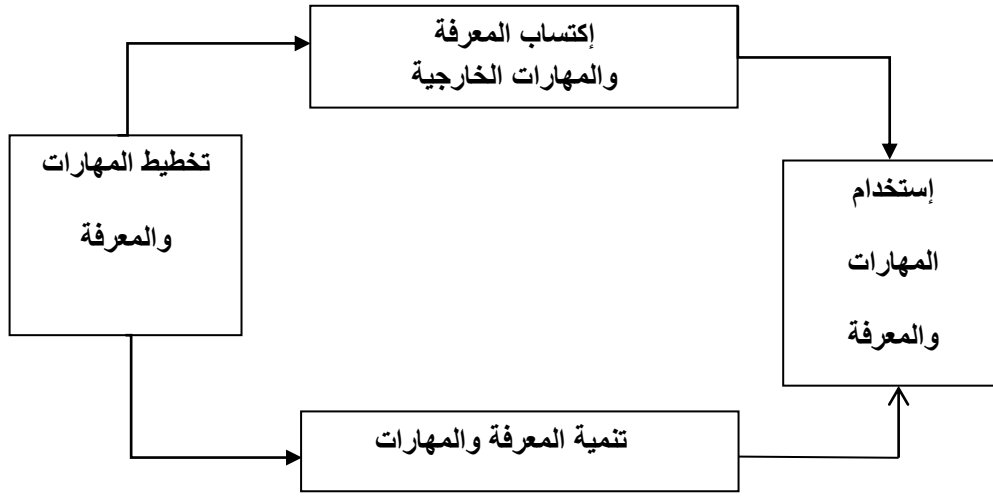 إكتساب المعرفة
والمهارات الخارجية
تخطيط المهارات
والمعرفة
إستخدام
المهارات
والمعرفة
تنمية المعرفة والمهارات